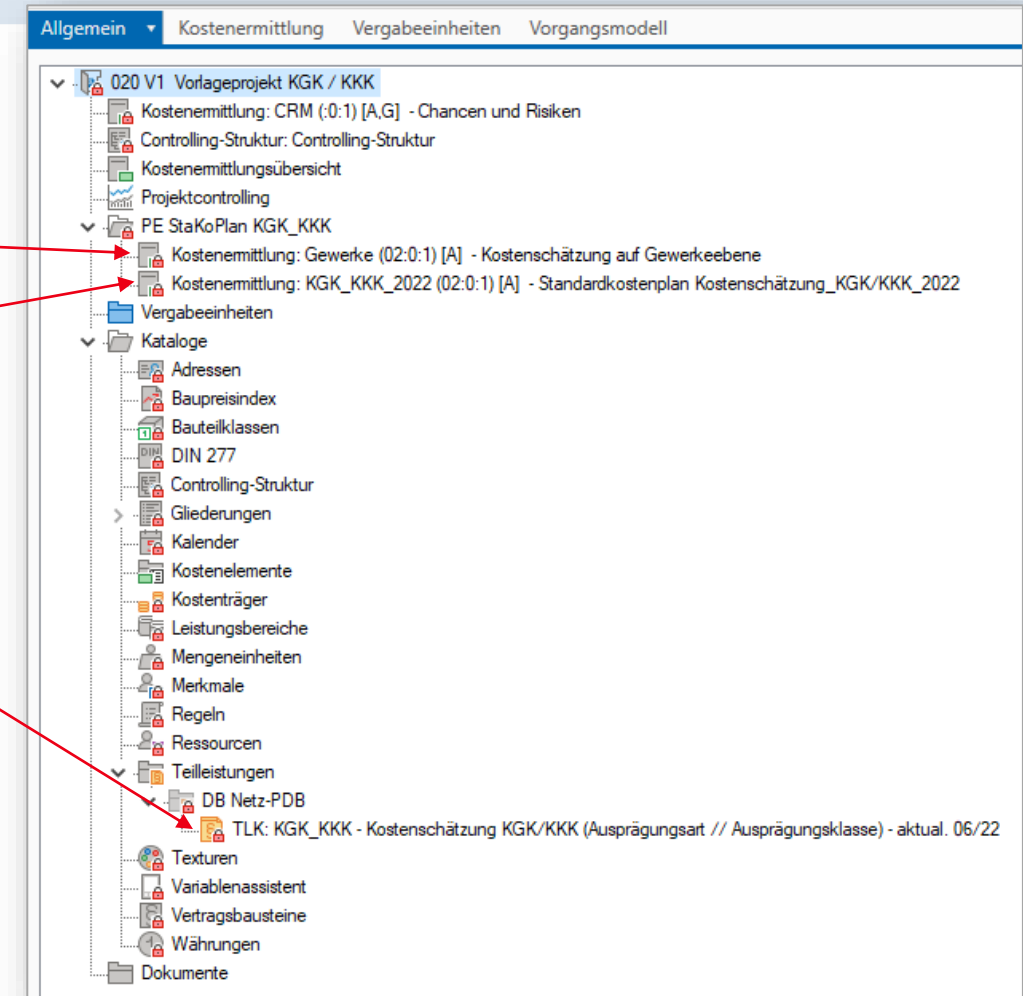 Allgemein Kostenermittlung Vergabeeinheiten Vorgangsmodell
020 V1 Vorlageprojekt KGK / KKK
Kostenermittlung: CRM (:0:1) [A,G] - Chancen und Risiken
Controlling-Struktur: Controlling-Struktur
Kostenermittlungsübersicht
Projektcontrolling
PE StaKoPlan KGK_KKK
Kostenermittlung: Gewerke (02:0:1) [A] - Kostenschätzung auf Gewerkeebene
Kostenermittlung: KGK_KKK_2022 (02:0:1) [A] - Standardkostenplan Kostenschätzung_KGK/KKK_2022
Vergabeeinheiten
Kataloge
Adressen
Baupreisindex
Bauteilklassen
DIN 277
Controlling-Struktur
Gliederungen
Kalender
Kostenelemente
Kostenträger
Leistungsbereiche
Mengeneinheiten
Merkmale
Regeln
Ressourcen
Teilleistungen
DB Netz-PDB
TLK: KGK_KKK - Kostenschätzung KGK/KKK (Ausprägungsart // Ausprägungsklasse) - aktual. 06/22
Texturen
Variablenassistent
Vertragsbausteine
Währungen
Dokumente